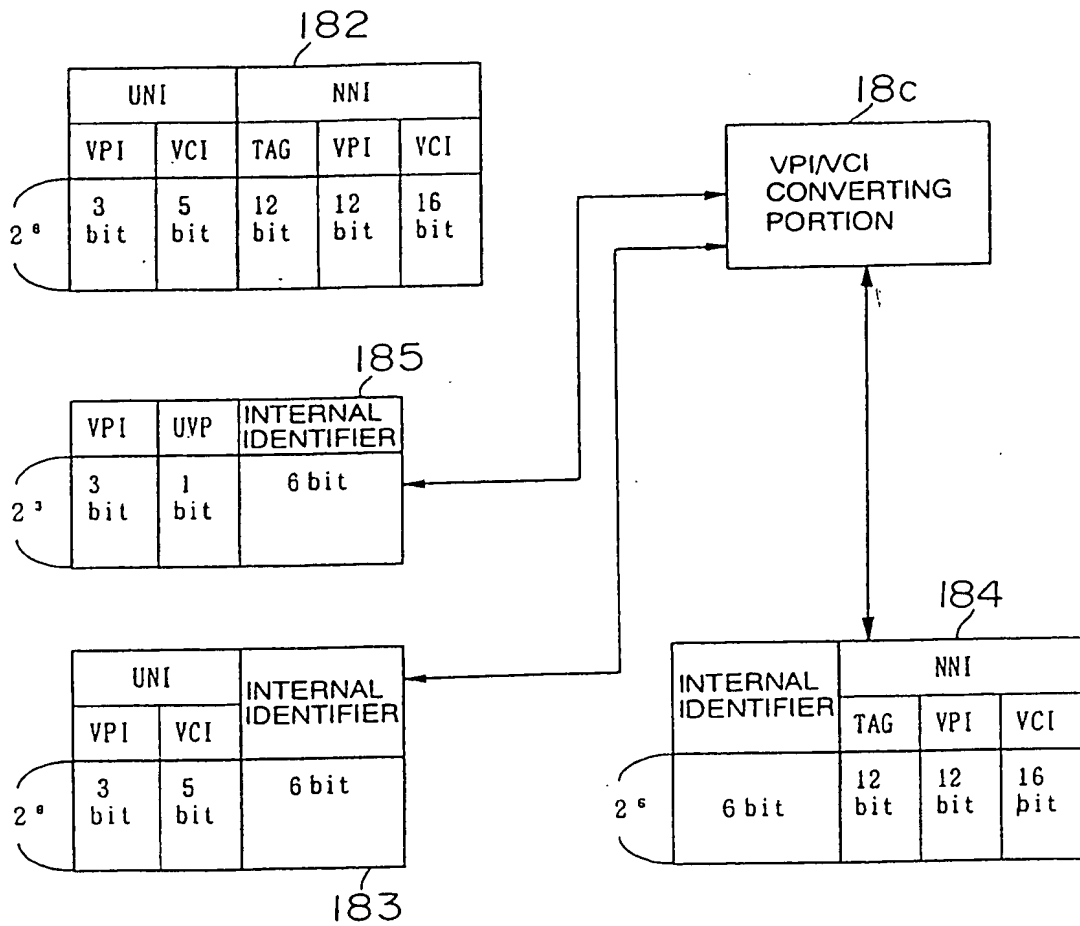 182
UNI NNI
VPI VCI TAG VPI VCI
3 bit 5 bit 12 bit 12 bit 16 bit
2⁸
18c
VPI/VCI
CONVERTING
PORTION
185
VPI UVP INTERNAL IDENTIFIER
3 bit 1 bit 6 bit
2³
183
UNI INTERNAL IDENTIFIER
VPI VCI
3 bit 5 bit 6 bit
2⁸
184
INTERNAL IDENTIFIER NNI
TAG VPI VCI
6 bit 12 bit 12 bit 16 bit
2⁶